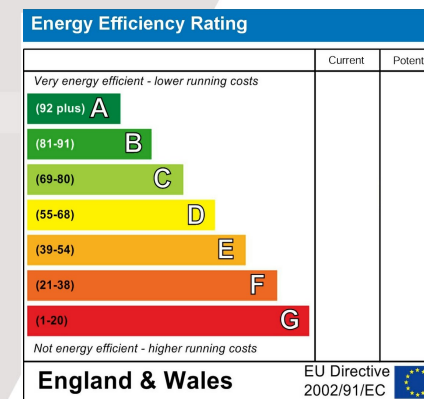 Energy Efficiency Rating
Current Potent
Very energy efficient - lower running costs
(92 plus) A
(81-91) B
(69-80) C
(55-68) D
(39-54) E
(21-38) F
(1-20) G
Not energy efficient - higher running costs
England & Wales
EU Directive
2002/91/EC